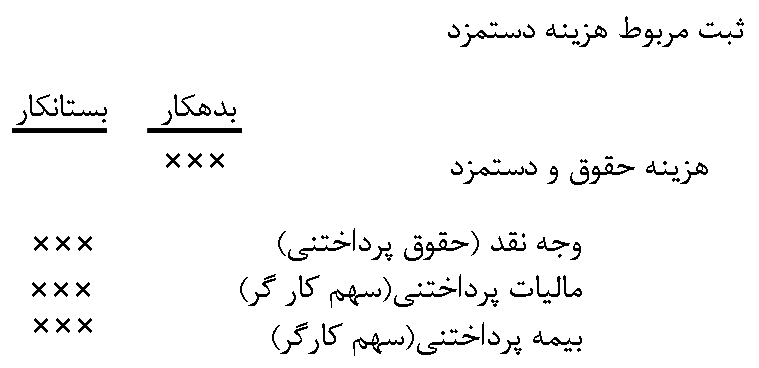 ثبت مربوط هزینه دستمزد
بدهکار بستانکار
هزینه حقوق و دستمزد ×××
وجه نقد (حقوق پرداختنی) ×××
مالیات پرداختنی(سهم کار گر) ×××
بیمه پرداختنی(سهم کارگر) ×××